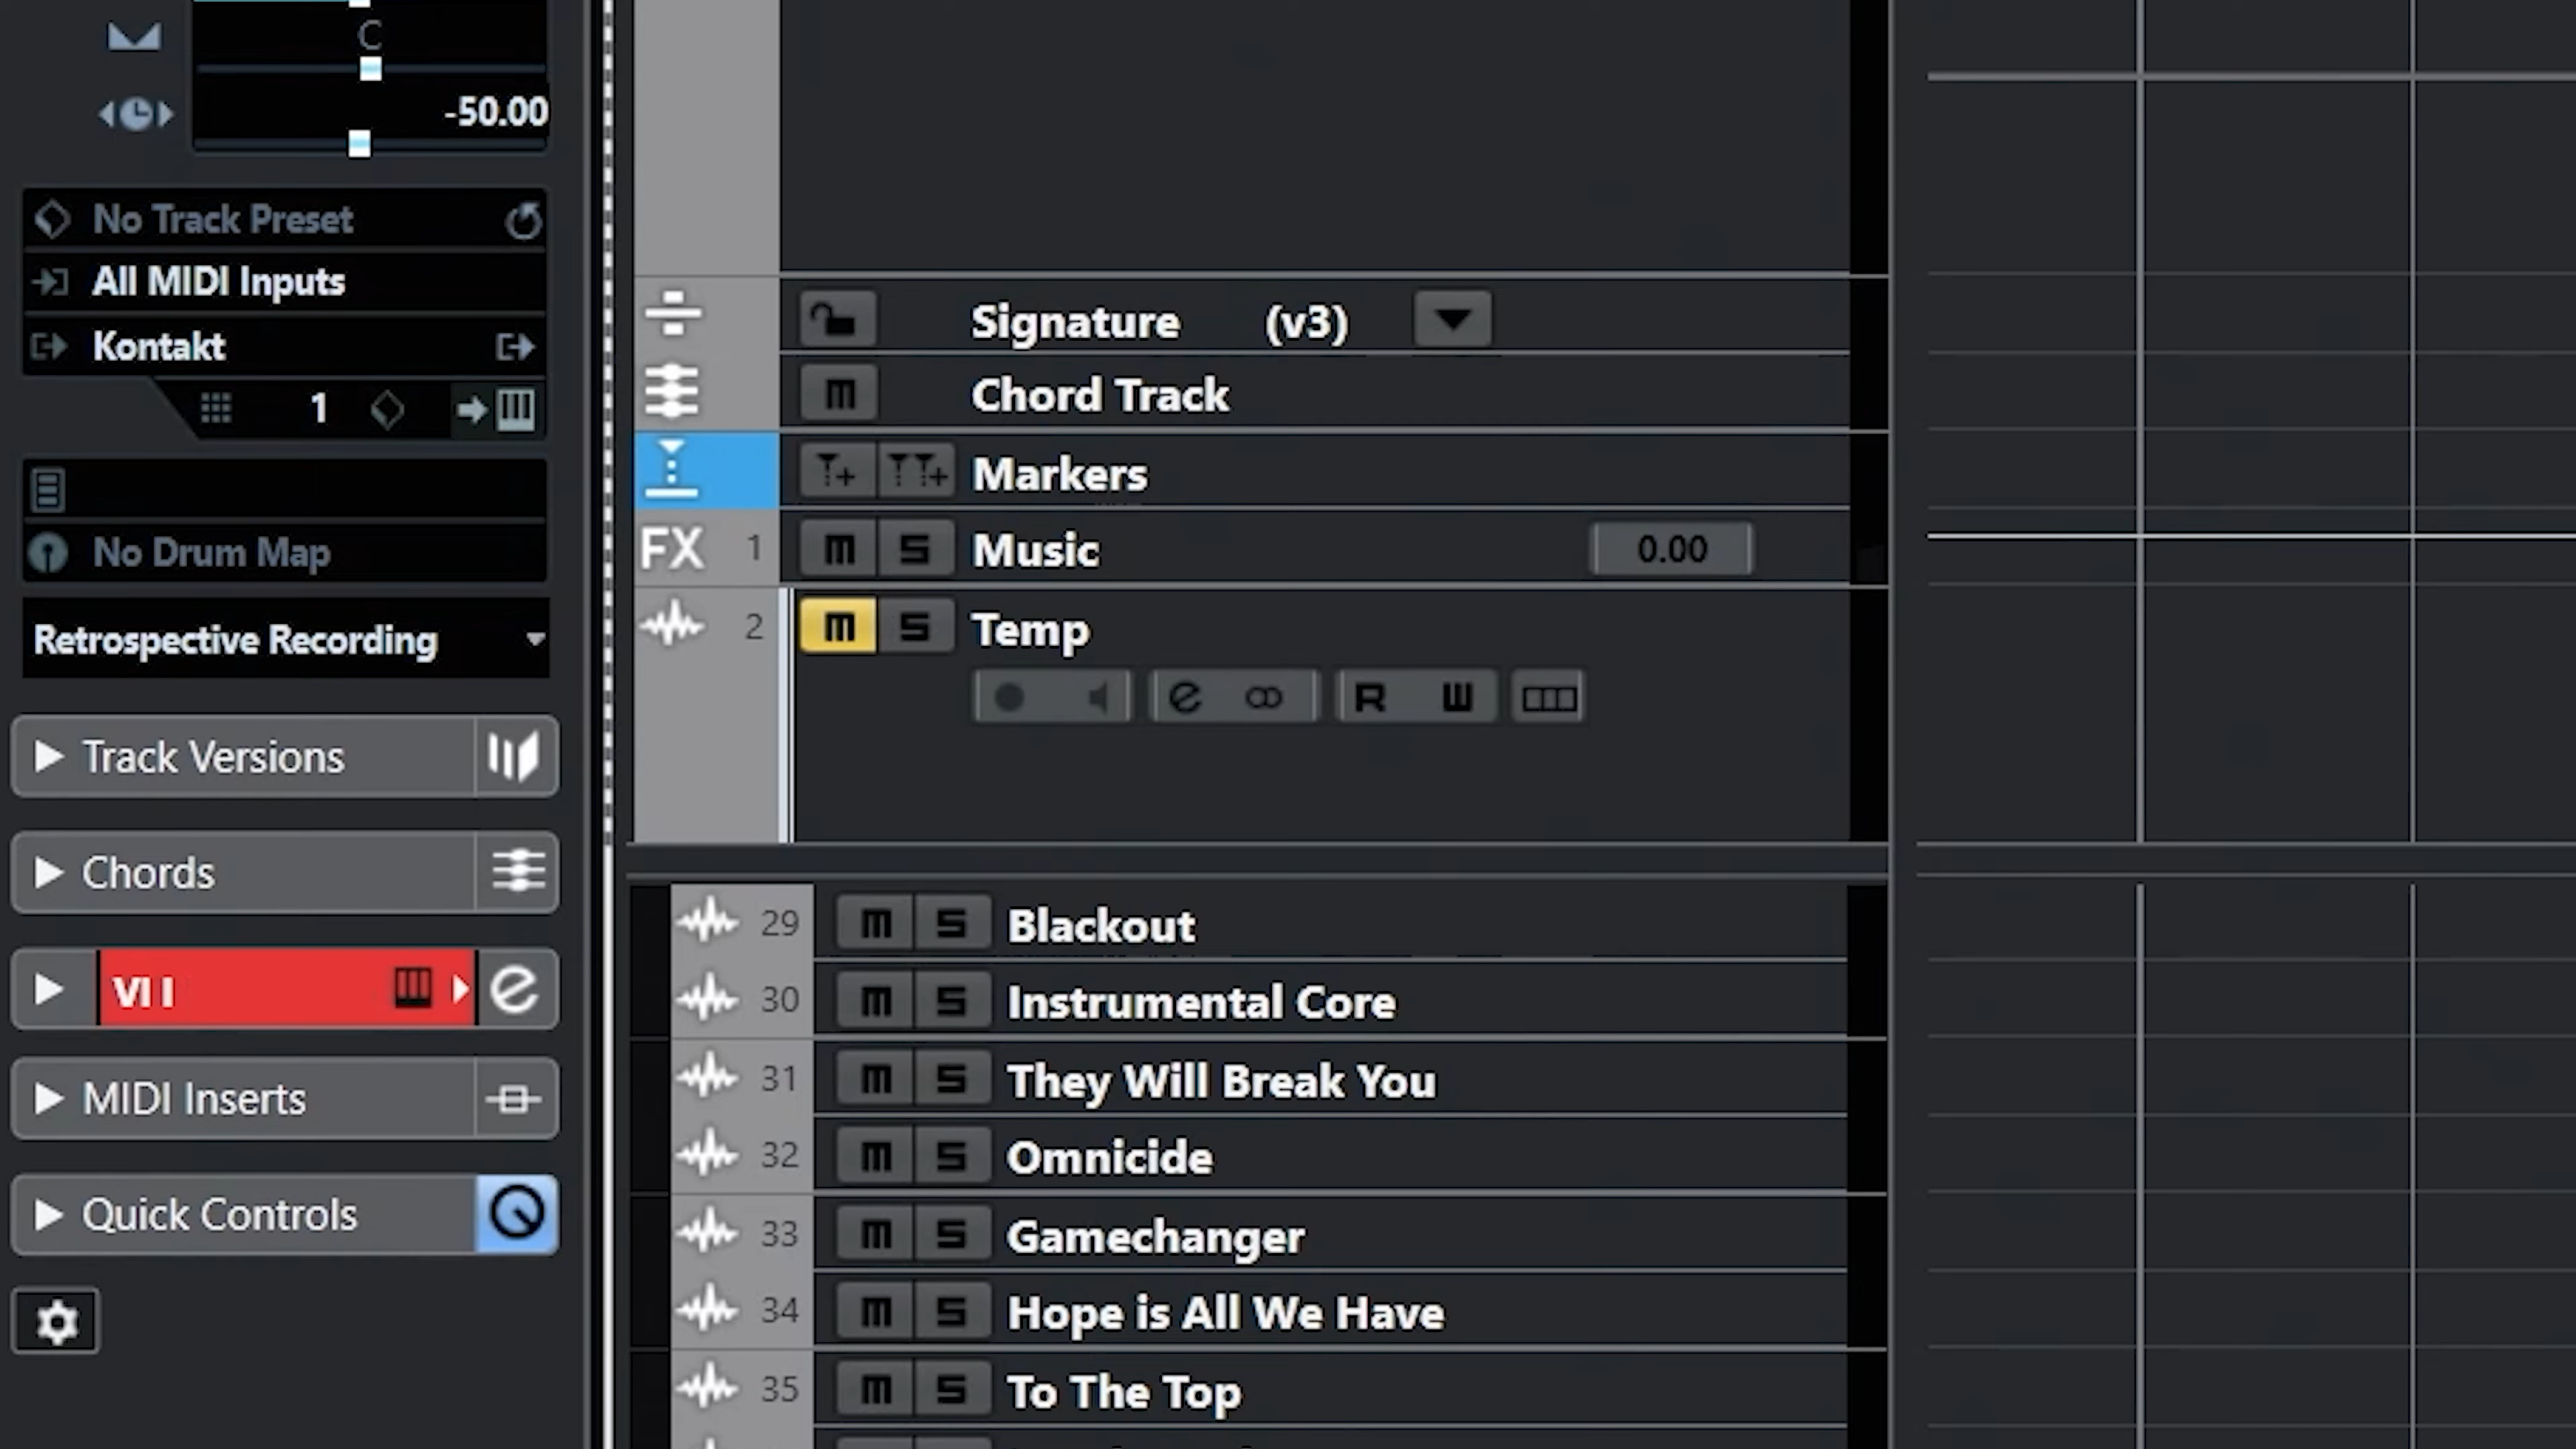 C
-50.00
No Track Preset
All MIDI Inputs
Kontakt
1
No Drum Map
Retrospective Recording
Track Versions
Chords
VI I
e
MIDI Inserts
Quick Controls
Signature (v3)
m Chord Track
Markers
FX 1 m S Music 0.00
2 m S Temp
e R W
29 m S Blackout
30 m S Instrumental Core
31 m S They Will Break You
32 m S Omnicide
33 m S Gamechanger
34 m S Hope is All We Have
35 m S To The Top